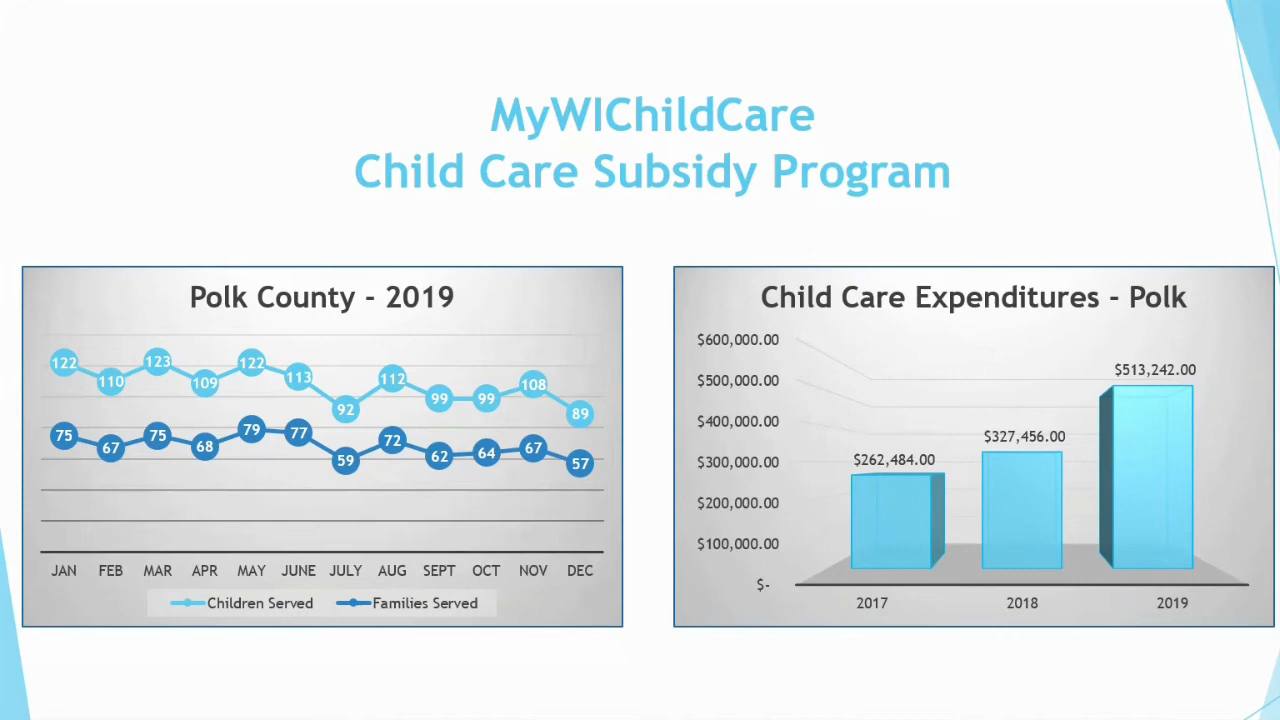 MyWIChildCare
Child Care Subsidy Program
Polk County - 2019
122 110 123 109 122 113 92 112 99 99 108 89
75 67 75 68 79 77 59 72 62 64 67 57
JAN FEB MAR APR MAY JUNE JULY AUG SEPT OCT NOV DEC
Children Served Families Served
Child Care Expenditures - Polk
$600,000.00
$500,000.00
$400,000.00
$300,000.00
$200,000.00
$100,000.00
$-
$262,484.00
$327,456.00
$513,242.00
2017 2018 2019